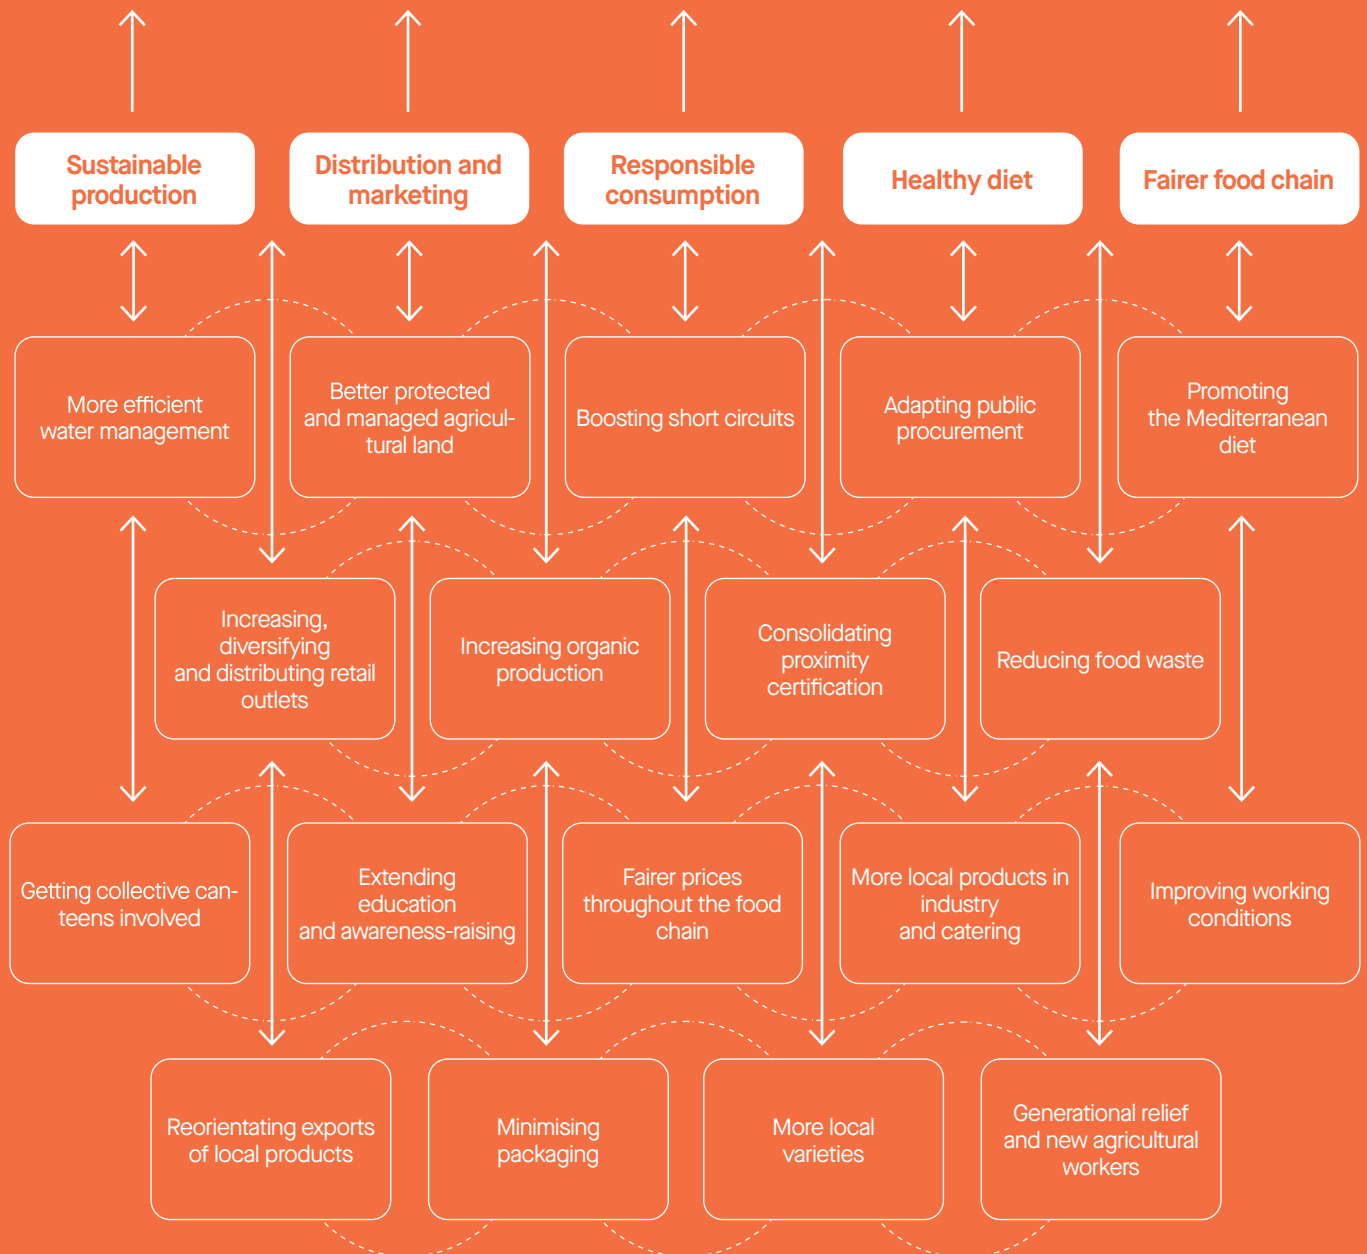 Sustainable
production
Distribution and
marketing
Responsible
consumption
Healthy diet
Fairer food chain
More efficient
water management
Better protected
and managed agricul-
tural land
Boosting short circuits
Adapting public
procurement
Promoting
the Mediterranean
diet
Increasing,
diversifying
and distributing retail
outlets
Increasing organic
production
Consolidating
proximity
certification
Reducing food waste
Getting collective can-
teens involved
Extending
education
and awareness-raising
Fairer prices
throughout the food
chain
More local products in
industry
and catering
Improving working
conditions
Reorientating exports
of local products
Minimising
packaging
More local
varieties
Generational relief
and new agricultural
workers